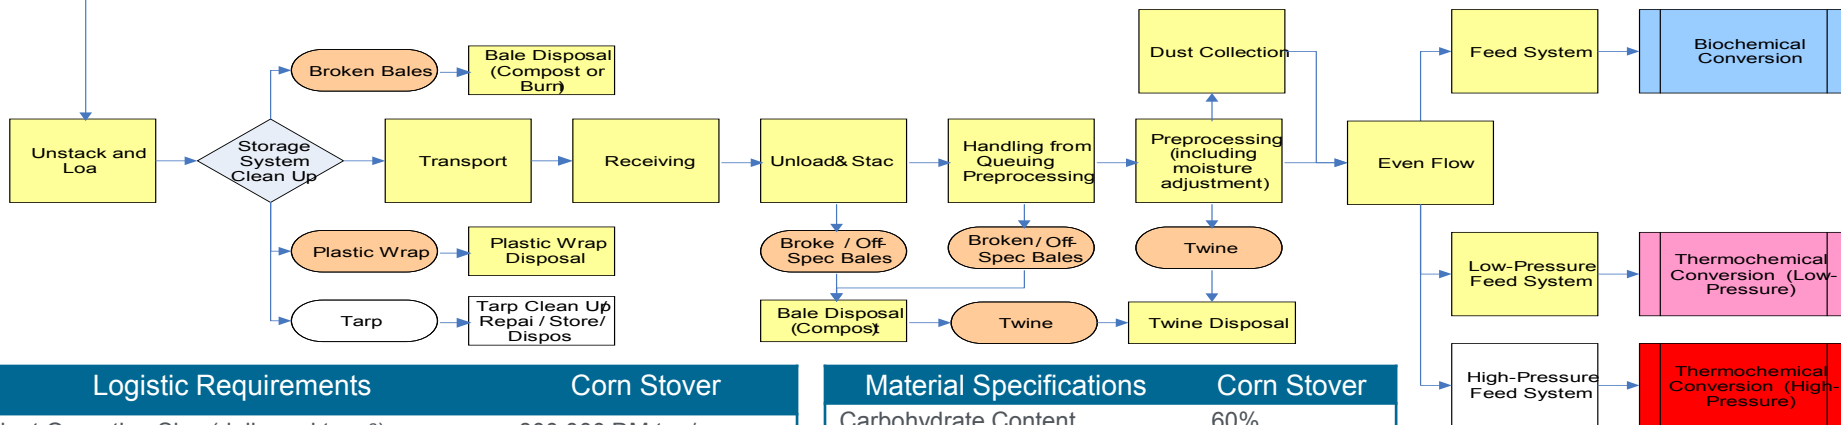 Dust Collection
Feed System
Biochemical
Conversion
Broken Bales
Bale Disposal
(Compost or
Burn)
Unstack and
Loa
Storage
System
Clean Up
Transport
Receiving
Unload& Stac
Handling from
Queuing
Preprocessing
Preprocessing
(including
moisture
adjustment)
Even Flow
Plastic Wrap
Plastic Wrap
Disposal
Broke / Off-
Spec Bales
Broken / Off-
Spec Bales
Twine
Low-Pressure
Feed System
Thermochemical
Conversion (Low-
Pressure)
Tarp
Tarp Clean Up/
Repai / Store/
Dispos
Bale Disposal
(Compost)
Twine
Twine Disposal
High-Pressure
Feed System
Thermochemical
Conversion (High-
Pressure)
Logistic Requirements Corn Stover
Material Specifications Corn Stover
Carbohydrate Content 60%